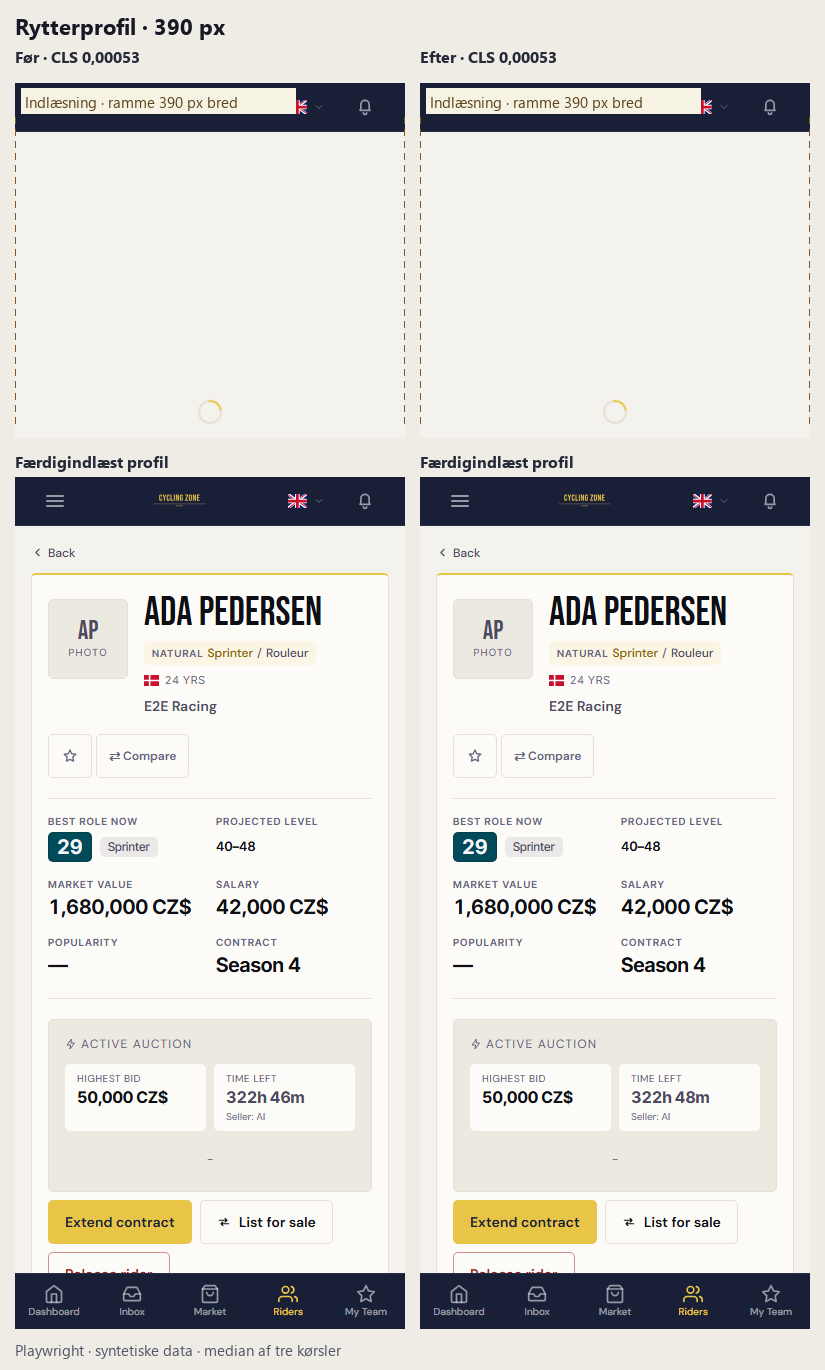 Rytterprofil · 390 px
Før · CLS 0,00053
Efter · CLS 0,00053
Indlæsning · ramme 390 px bred
Indlæsning · ramme 390 px bred
Færdigindlæst profil
Færdigindlæst profil
CYCLING ZONE
CYCLING ZONE
Back
ADA PEDERSEN
AP
PHOTO
NATURAL Sprinter / Rouleur
24 YRS
E2E Racing
Compare
BEST ROLE NOW
PROJECTED LEVEL
29 Sprinter
40–48
MARKET VALUE
SALARY
1,680,000 CZ$
42,000 CZ$
POPULARITY
CONTRACT
—
Season 4
ACTIVE AUCTION
HIGHEST BID
50,000 CZ$
TIME LEFT
322h 46m
Seller: AI
–
Extend contract
List for sale
Release rider
Dashboard
Inbox
Market
Riders
My Team
Back
ADA PEDERSEN
AP
PHOTO
NATURAL Sprinter / Rouleur
24 YRS
E2E Racing
Compare
BEST ROLE NOW
PROJECTED LEVEL
29 Sprinter
40–48
MARKET VALUE
SALARY
1,680,000 CZ$
42,000 CZ$
POPULARITY
CONTRACT
—
Season 4
ACTIVE AUCTION
HIGHEST BID
50,000 CZ$
TIME LEFT
322h 48m
Seller: AI
–
Extend contract
List for sale
Release rider
Dashboard
Inbox
Market
Riders
My Team
Playwright · syntetiske data · median af tre kørsler